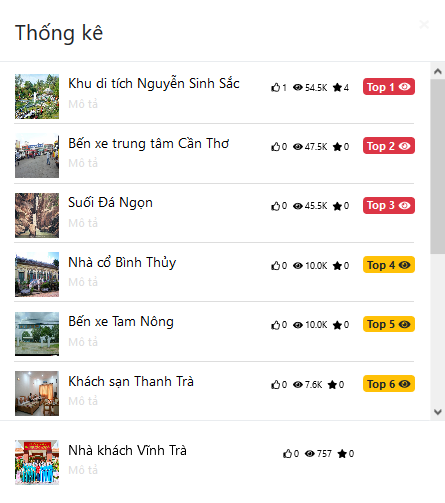 Thống kê
×
Khu di tích Nguyễn Sinh Sắc
1 54.5K 4
Top 1
Mô tả
Bến xe trung tâm Cần Thơ
0 47.5K 0
Top 2
Mô tả
Suối Đá Ngọn
0 45.5K 0
Top 3
Mô tả
Nhà cổ Bình Thủy
0 10.0K 0
Top 4
Mô tả
Bến xe Tam Nông
0 10.0K 0
Top 5
Mô tả
Khách sạn Thanh Trà
0 7.6K 0
Top 6
Mô tả
Nhà khách Vĩnh Trà
0 757 0
Mô tả